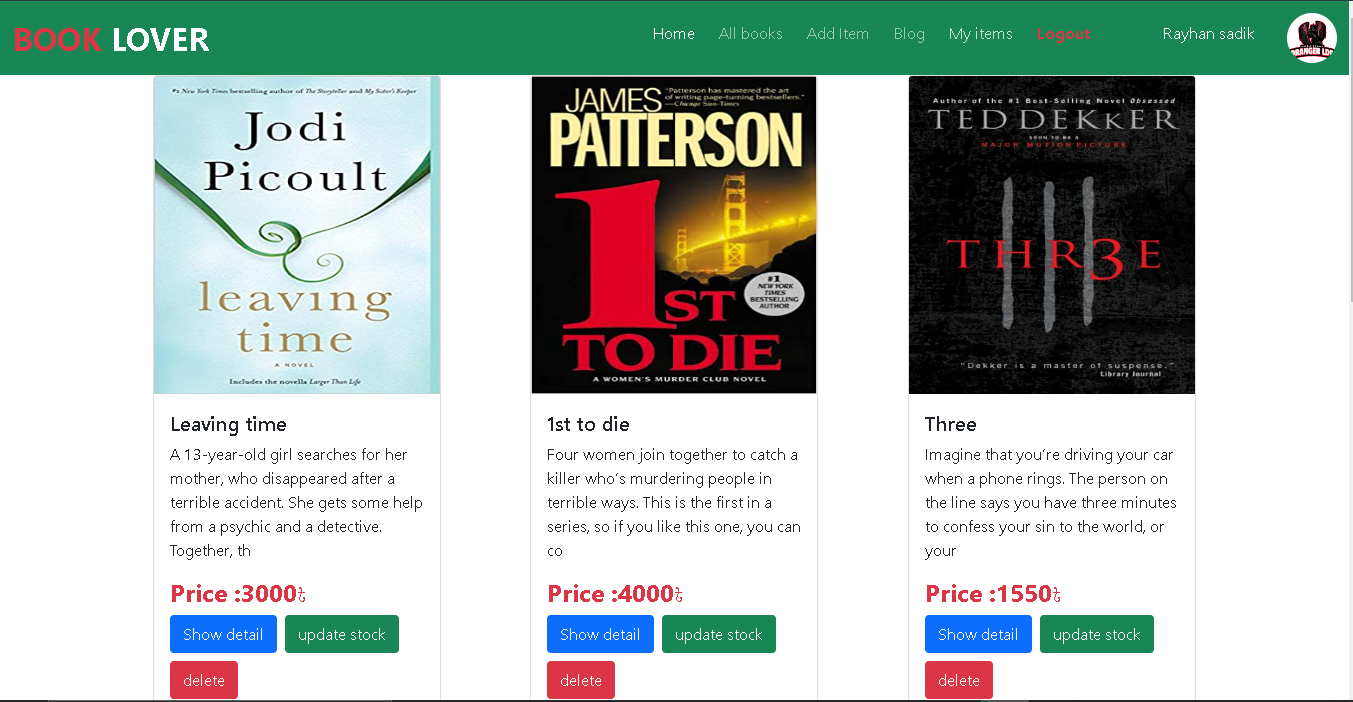 BOOK LOVER
Home All books Add Item Blog My items Logout Rayhan sadik
#1 New York Times bestselling author of The Storyteller and My Sister's Keeper
Jodi
Picoult
leaving
time
A NOVEL
Includes the novella Larger Than Life
JAMES
"Patterson has mastered the art
of writing page-turning bestsellers."
—Chicago Sun-Times
PATTERSON
1ST
TO DIE
#1
NEW YORK
TIMES
BESTSELLING
AUTHOR
A WOMEN'S MURDER CLUB NOVEL
Author of the #1 Best-Selling Novel Obsessed
TED DEKKER
SOON TO BE A
MAJOR MOTION PICTURE
THR3E
"Dekker is a master of suspense."
Library Journal
Leaving time
A 13-year-old girl searches for her
mother, who disappeared after a
terrible accident. She gets some help
from a psychic and a detective.
Together, th
Price :3000৳
Show detail update stock
delete
1st to die
Four women join together to catch a
killer who's murdering people in
terrible ways. This is the first in a
series, so if you like this one, you can
co
Price :4000৳
Show detail update stock
delete
Three
Imagine that you're driving your car
when a phone rings. The person on
the line says you have three minutes
to confess your sin to the world, or
your
Price :1550৳
Show detail update stock
delete